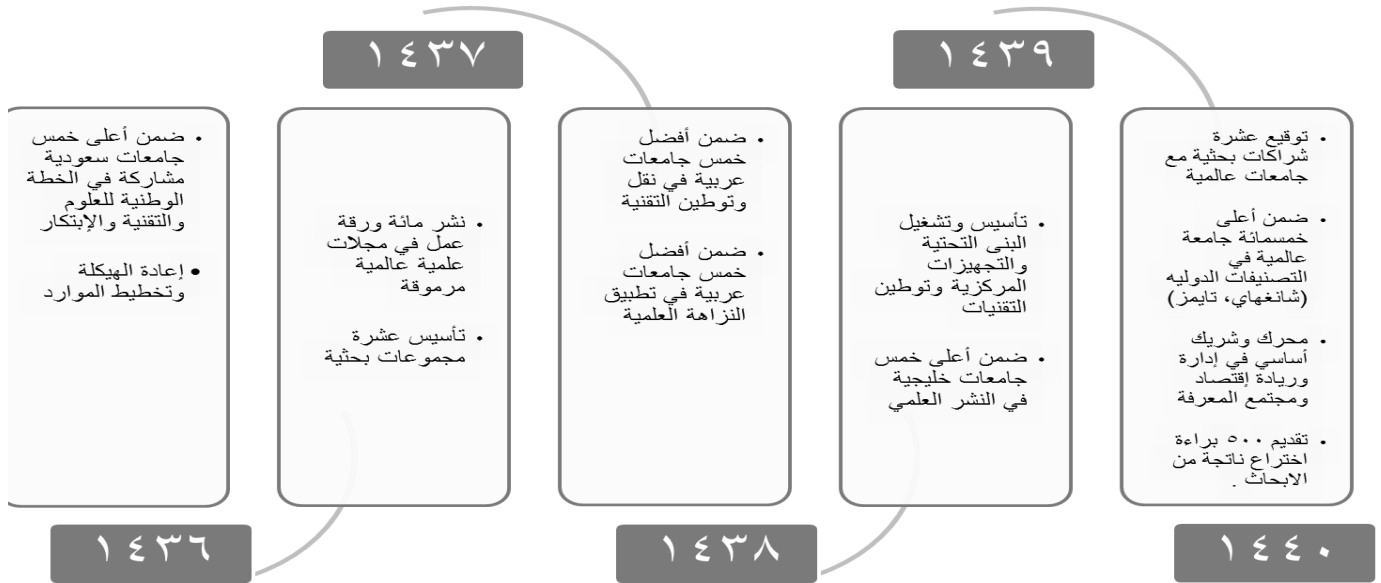 ١٤٣٦
• ضمن أعلى خمس
جامعات سعودية
مشاركة في الخطة
الوطنية للعلوم
والتقنية والإبتكار
• إعادة الهيكلة
وتخطيط الموارد
١٤٣٧
• نشر مائة ورقة
عمل في مجلات
علمية عالمية
مرموقة
• تأسيس عشرة
مجموعات بحثية
١٤٣٨
• ضمن أفضل
خمس جامعات
عربية في نقل
وتوطين التقنية
• ضمن أفضل
خمس جامعات
عربية في تطبيق
النزاهة العلمية
١٤٣٩
• تأسيس وتشغيل
البنى التحتية
والتجهيزات
المركزية وتوطين
التقنيات
• ضمن أعلى خمس
جامعات خليجية
في النشر العلمي
١٤٤٠
• توقيع عشرة
شراكات بحثية مع
جامعات عالمية
• ضمن أعلى
خمسمائة جامعة
عالمية في
التصنيفات الدوليه
(شانغهاي، تايمز)
• محرك وشريك
أساسي في إدارة
وريادة إقتصاد
ومجتمع المعرفة
• تقديم ٥٠٠ براءة
اختراع ناتجة من
الابحاث .